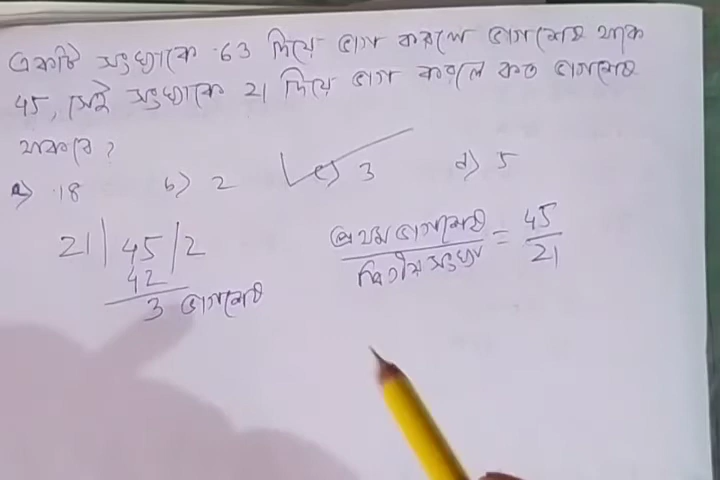 একটি সংখ্যাকে 63 দিয়ে ভাগ করলে ভাগশেষ থাকে
45, সেই সংখ্যাকে 21 দিয়ে ভাগ করলে কত ভাগশেষ
থাকবে?
a) 18 b) 2 c) 3 d) 5
21) 45 (2
42
3 ভাগশেষ
প্রথম ভাগশেষ = 45
দ্বিতীয় সংখ্যা 21